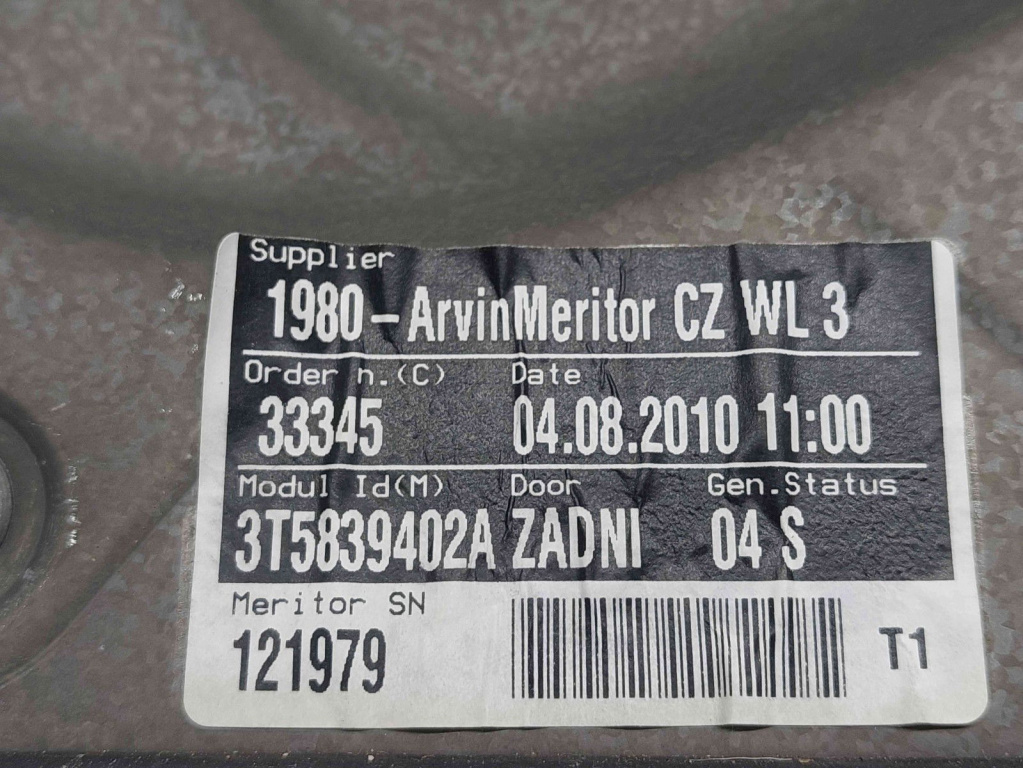 Supplier
1980-ArvinMeritor CZ WL 3
Order n.(C) Date
33345 04.08.2010 11:00
Modul Id(M) Door Gen.Status
3T5839402A ZADNI 04 S
Meritor SN
121979 T1